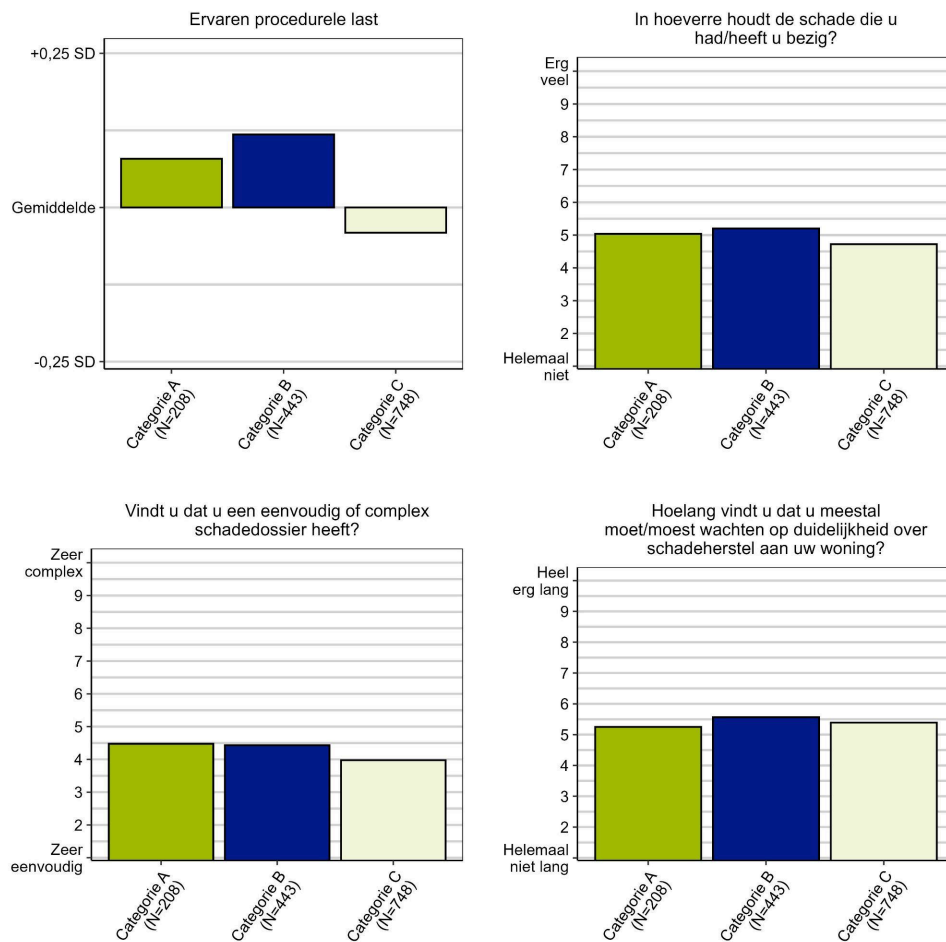 Ervaren procedurele last
+0,25 SD
Gemiddelde
-0,25 SD
Categorie A
(N=208)
Categorie B
(N=443)
Categorie C
(N=748)
In hoeverre houdt de schade die u
had/heeft u bezig?
Erg
veel
9
8
7
6
5
4
3
2
Helemaal
niet
Categorie A
(N=208)
Categorie B
(N=443)
Categorie C
(N=748)
Vindt u dat u een eenvoudig of complex
schadedossier heeft?
Zeer
complex
9
8
7
6
5
4
3
2
Zeer
eenvoudig
Categorie A
(N=208)
Categorie B
(N=443)
Categorie C
(N=748)
Hoelang vindt u dat u meestal
moet/moest wachten op duidelijkheid over
schadeherstel aan uw woning?
Heel
erg lang
9
8
7
6
5
4
3
2
Helemaal
niet lang
Categorie A
(N=208)
Categorie B
(N=443)
Categorie C
(N=748)